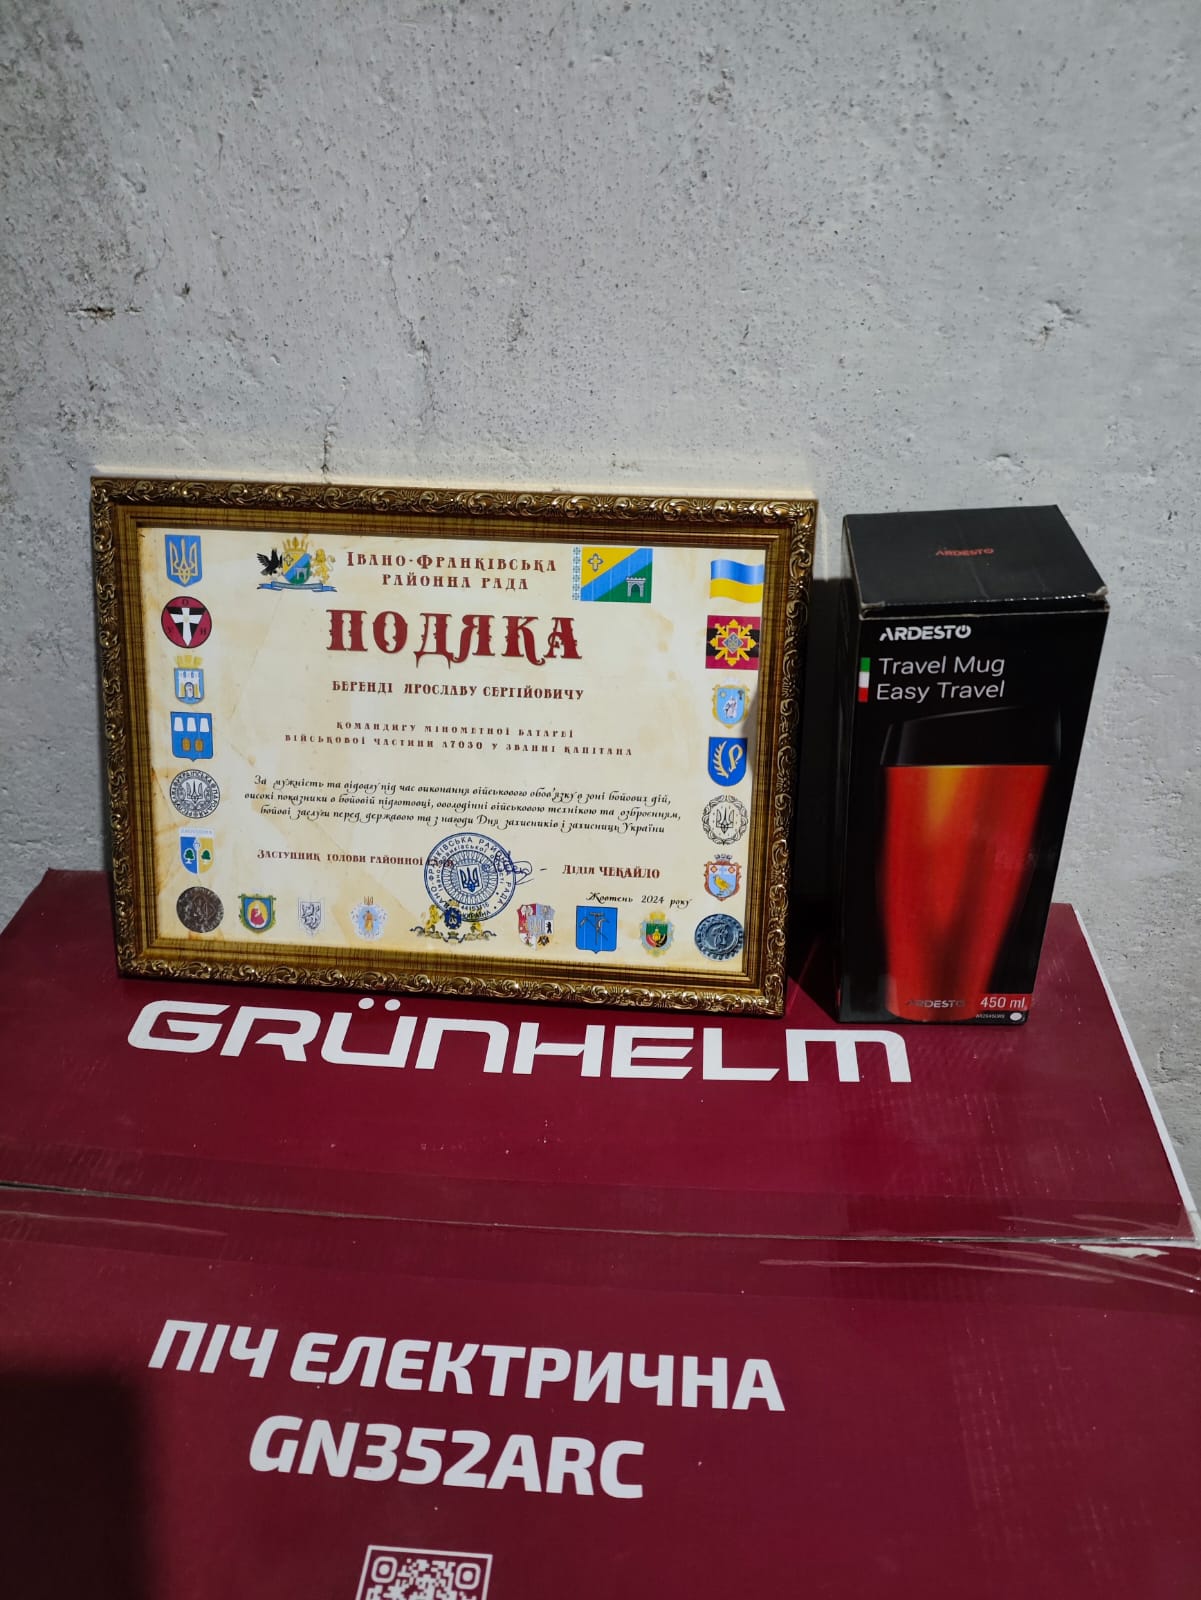 Івано-Франківська
районна рада
ПОДЯКА
Беренді Ярославу Сергійовичу
командиру мінометної батареї
військової частини А7030 у званні капітана
За мужність та відвагу під час виконання військового обов'язку в зоні бойових дій,
високі показники в бойовій підготовці, оволодінні військовою технікою та озброєнням,
бойові заслуги перед державою та з нагоди Дня захисників і захисниць України
Заступник голови районної
Лідія ЧЕКАЙЛО
Жовтень 2024 року
ARDESTO
ARDESTO
Travel Mug
Easy Travel
ARDESTO
450 ml
GRÜNHELM
ПІЧ ЕЛЕКТРИЧНА
GN352ARC